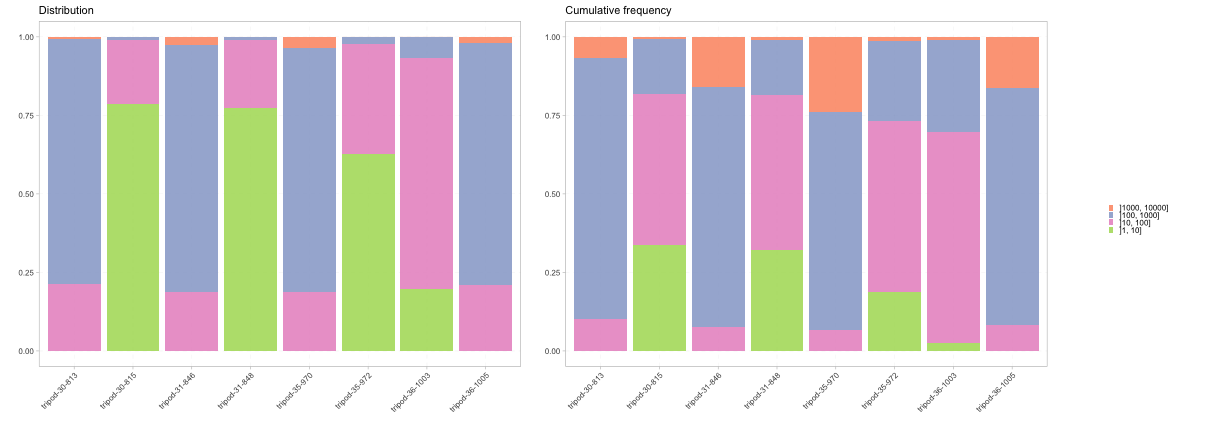 Distribution
1.00
0.75
0.50
0.25
0.00
tripod-30-813
tripod-30-815
tripod-31-846
tripod-31-848
tripod-35-970
tripod-35-972
tripod-36-1003
tripod-36-1005
Cumulative frequency
1.00
0.75
0.50
0.25
0.00
tripod-30-813
tripod-30-815
tripod-31-846
tripod-31-848
tripod-35-970
tripod-35-972
tripod-36-1003
tripod-36-1005
]1000, 10000]
]100, 1000]
]10, 100]
]1, 10]